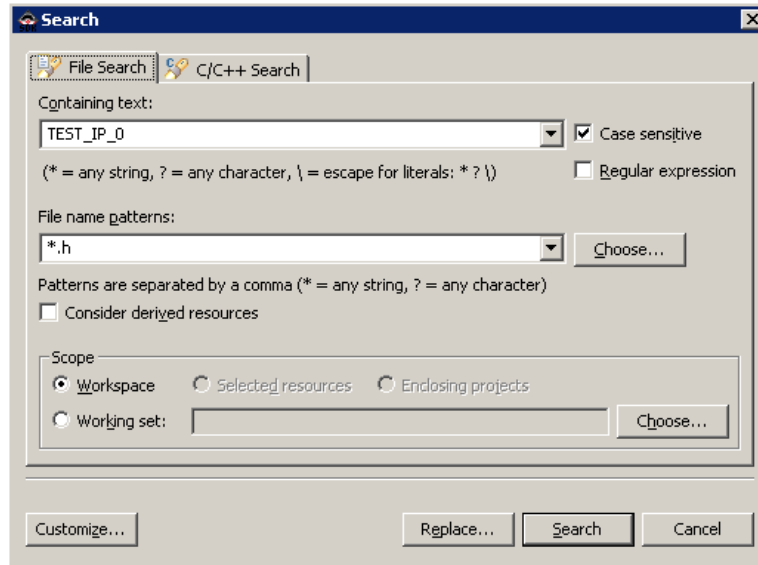 Search
File Search C/C++ Search
Containing text:
TEST_IP_0
Case sensitive
(* = any string, ? = any character, \ = escape for literals: * ? \)
Regular expression
File name patterns:
*.h
Choose...
Patterns are separated by a comma (* = any string, ? = any character)
Consider derived resources
Scope
Workspace Selected resources Enclosing projects
Working set: Choose...
Customize... Replace... Search Cancel